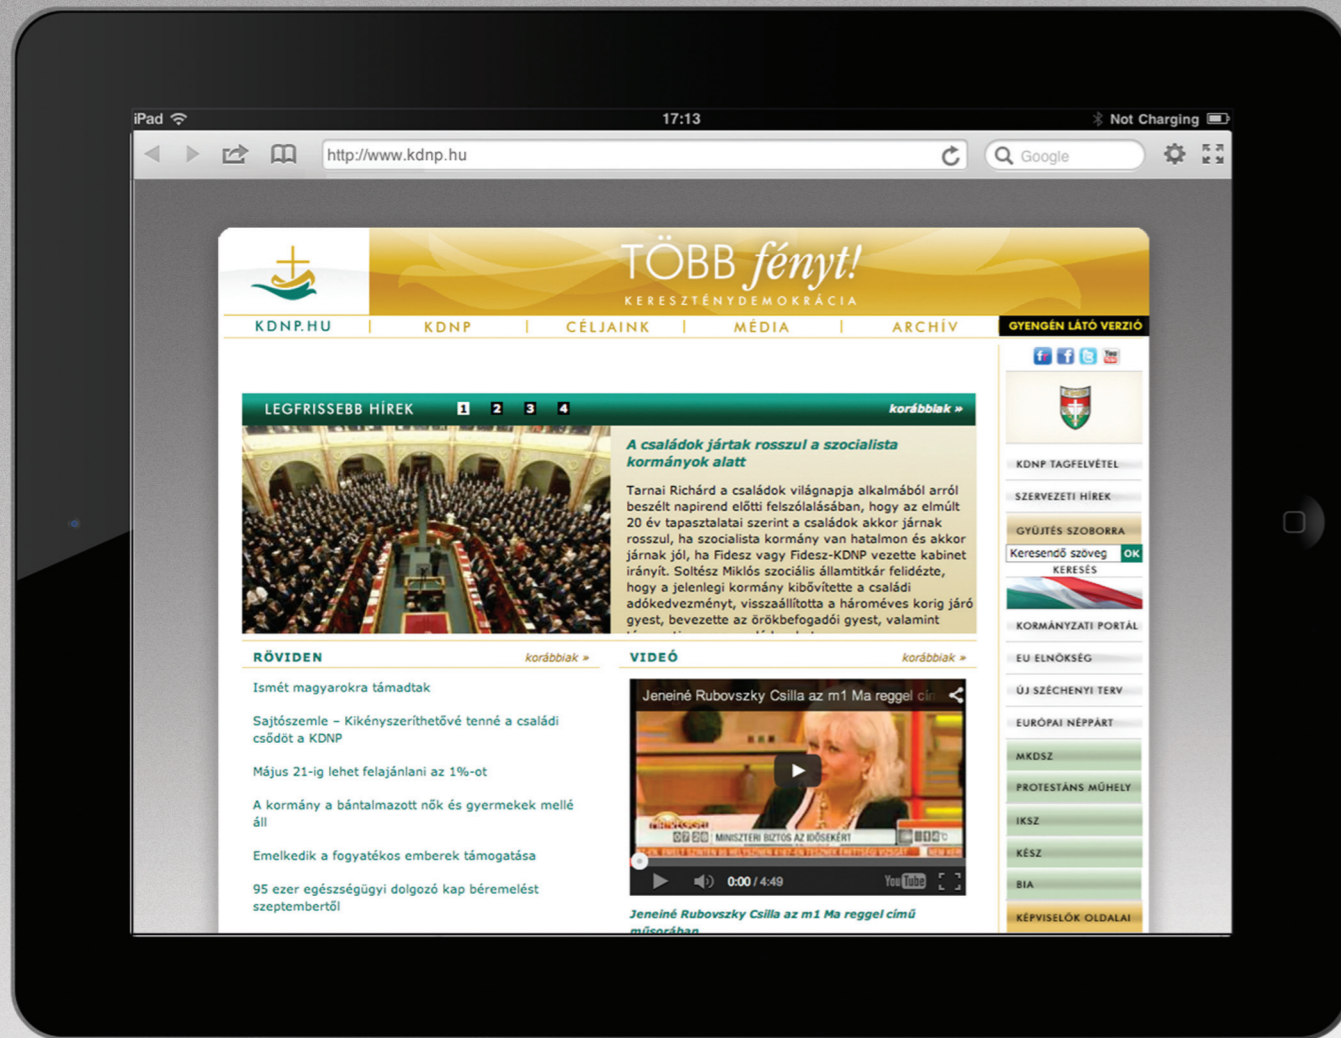 iPad
17:13
Not Charging
http://www.kdnp.hu
Google
TÖBB fényt!
KERESZTÉNYDEMOKRÁCIA
KDNP.HU | KDNP | CÉLJAINK | MÉDIA | ARCHÍV
GYENGÉN LÁTÓ VERZIÓ
LEGFRISSEBB HÍREK 1 2 3 4 korábbiak »
A családok jártak rosszul a szocialista
kormányok alatt
Tarnai Richárd a családok világnapja alkalmából arról
beszélt napirend előtti felszólalásában, hogy az elmúlt
20 év tapasztalatai szerint a családok akkor járnak
rosszul, ha szocialista kormány van hatalmon és akkor
járnak jól, ha Fidesz vagy Fidesz-KDNP vezette kabinet
irányít. Soltész Miklós szociális államtitkár felidézte,
hogy a jelenlegi kormány kibővítette a családi
adókedvezményt, visszaállította a hároméves korig járó
gyest, bevezette az örökbefogadói gyest, valamint
RÖVIDEN korábbiak »
Ismét magyarokra támadtak
Sajtószemle – Kikényszeríthetővé tenné a családi
csődöt a KDNP
Május 21-ig lehet felajánlani az 1%-ot
A kormány a bántalmazott nők és gyermekek mellé
áll
Emelkedik a fogyatékos emberek támogatása
95 ezer egészségügyi dolgozó kap béremelést
szeptembertől
VIDEÓ korábbiak »
Jeneiné Rubovszky Csilla az m1 Ma reggel cím
MINISZTERI BIZTOS AZ IDŐSEKÉRT
0:00 / 4:49
YouTube
Jeneiné Rubovszky Csilla az m1 Ma reggel című
műsorában
You
KDNP TAGFELVÉTEL
SZERVEZETI HÍREK
GYŰJTÉS SZOBORRA
Keresendő szöveg OK
KERESÉS
KORMÁNYZATI PORTÁL
EU ELNÖKSÉG
ÚJ SZÉCHENYI TERV
EURÓPAI NÉPPÁRT
MKDSZ
PROTESTÁNS MŰHELY
IKSZ
KÉSZ
BIA
KÉPVISELŐK OLDALAI